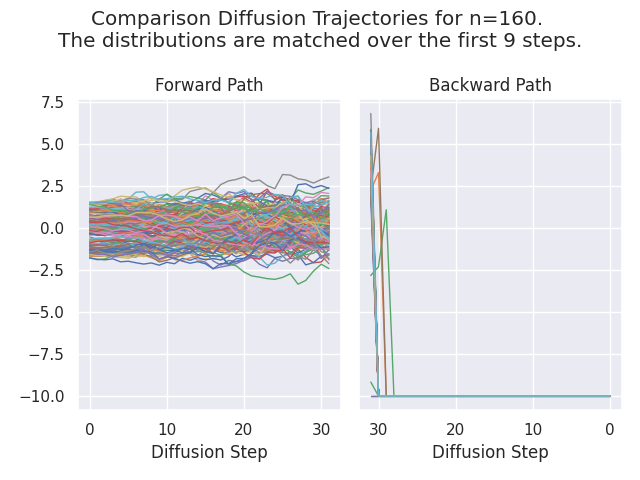 Comparison Diffusion Trajectories for n=160.
The distributions are matched over the first 9 steps.
Forward Path
Backward Path
7.5
5.0
2.5
0.0
−2.5
−5.0
−7.5
−10.0
0 10 20 30
30 20 10 0
Diffusion Step
Diffusion Step